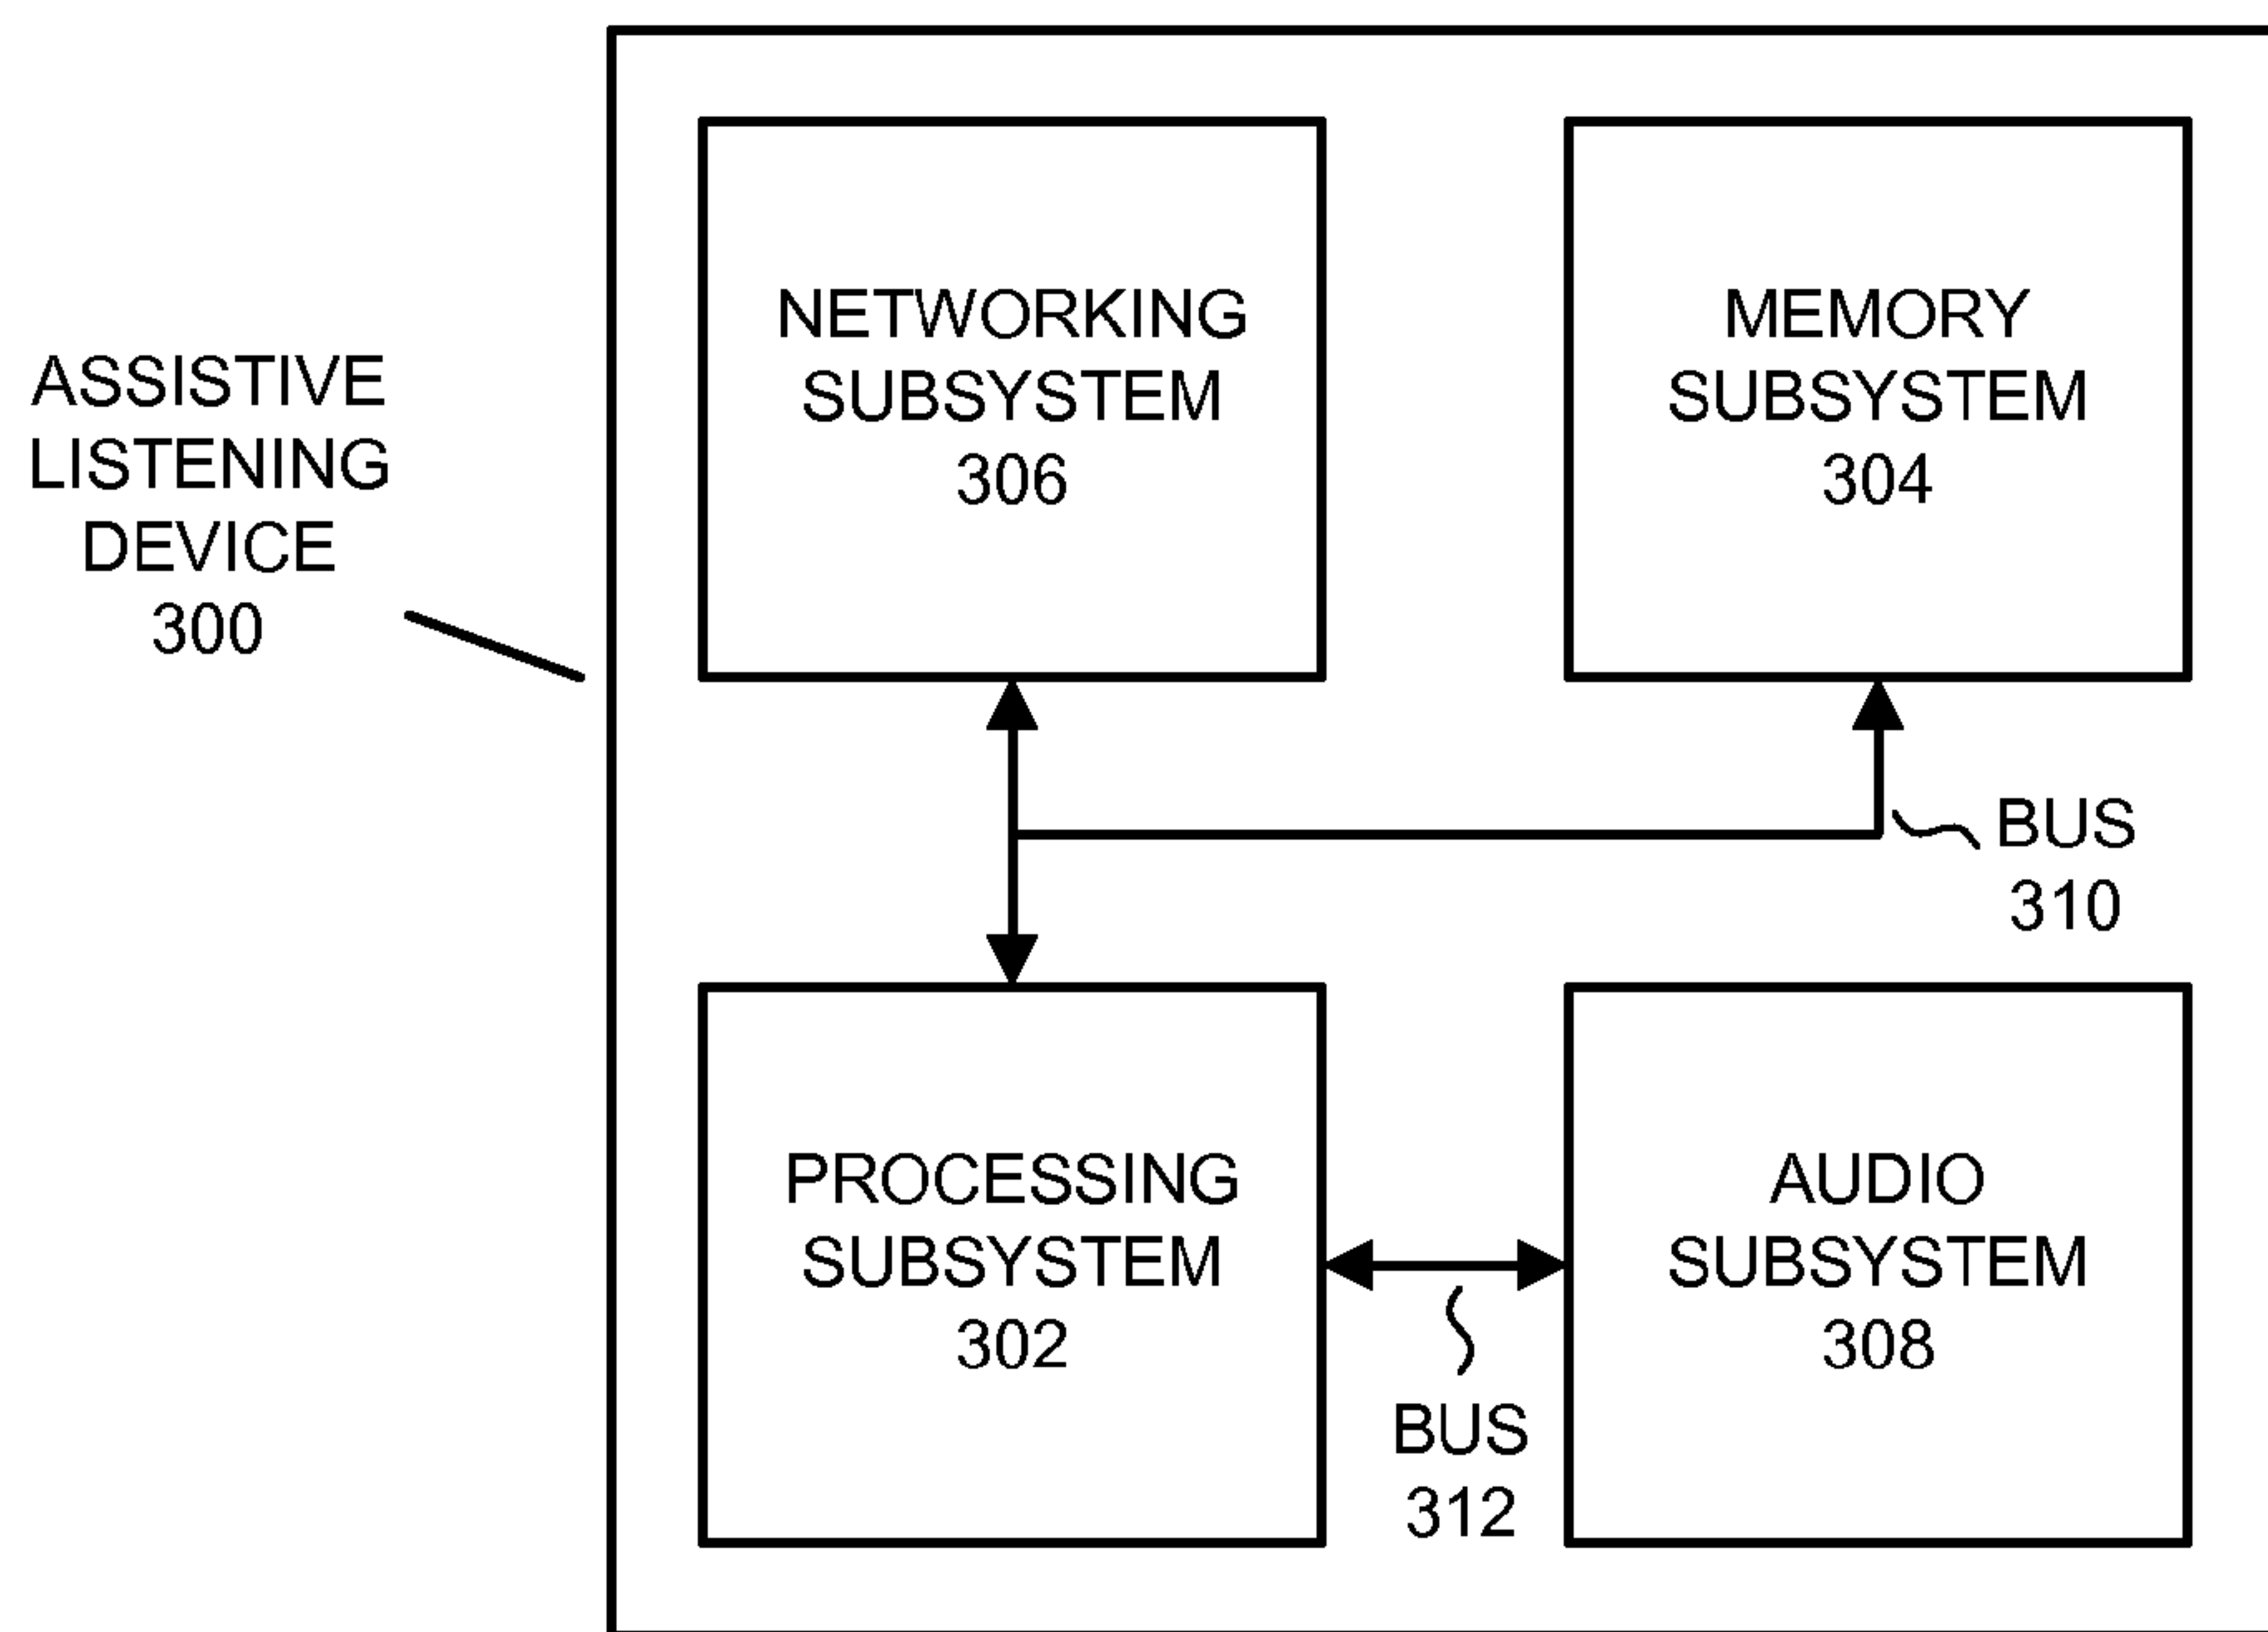 ASSISTIVE
LISTENING
DEVICE
300
NETWORKING
SUBSYSTEM
306
MEMORY
SUBSYSTEM
304
BUS
310
PROCESSING
SUBSYSTEM
302
BUS
312
AUDIO
SUBSYSTEM
308